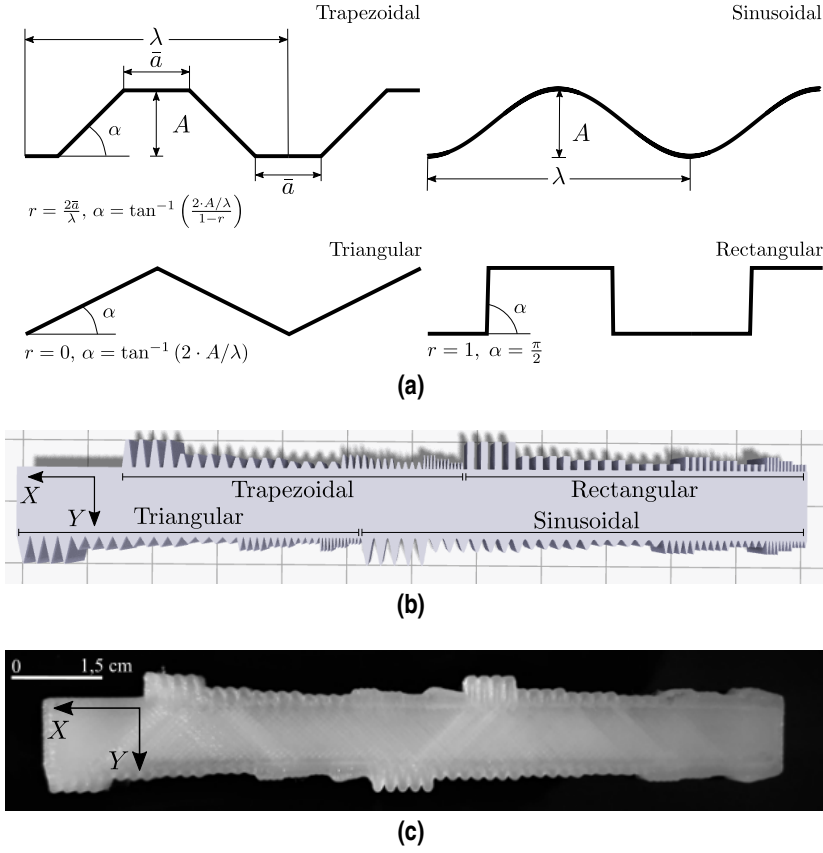 Trapezoidal
λ
a̅
α
A
a̅
r = 2a̅/λ, α = tan⁻¹ (2·A/λ / 1−r)
Sinusoidal
A
λ
Triangular
α
r = 0, α = tan⁻¹ (2 · A/λ)
Rectangular
α
r = 1, α = π/2
(a)
X
Y
Trapezoidal
Rectangular
Triangular
Sinusoidal
(b)
0 1,5 cm
X
Y
(c)